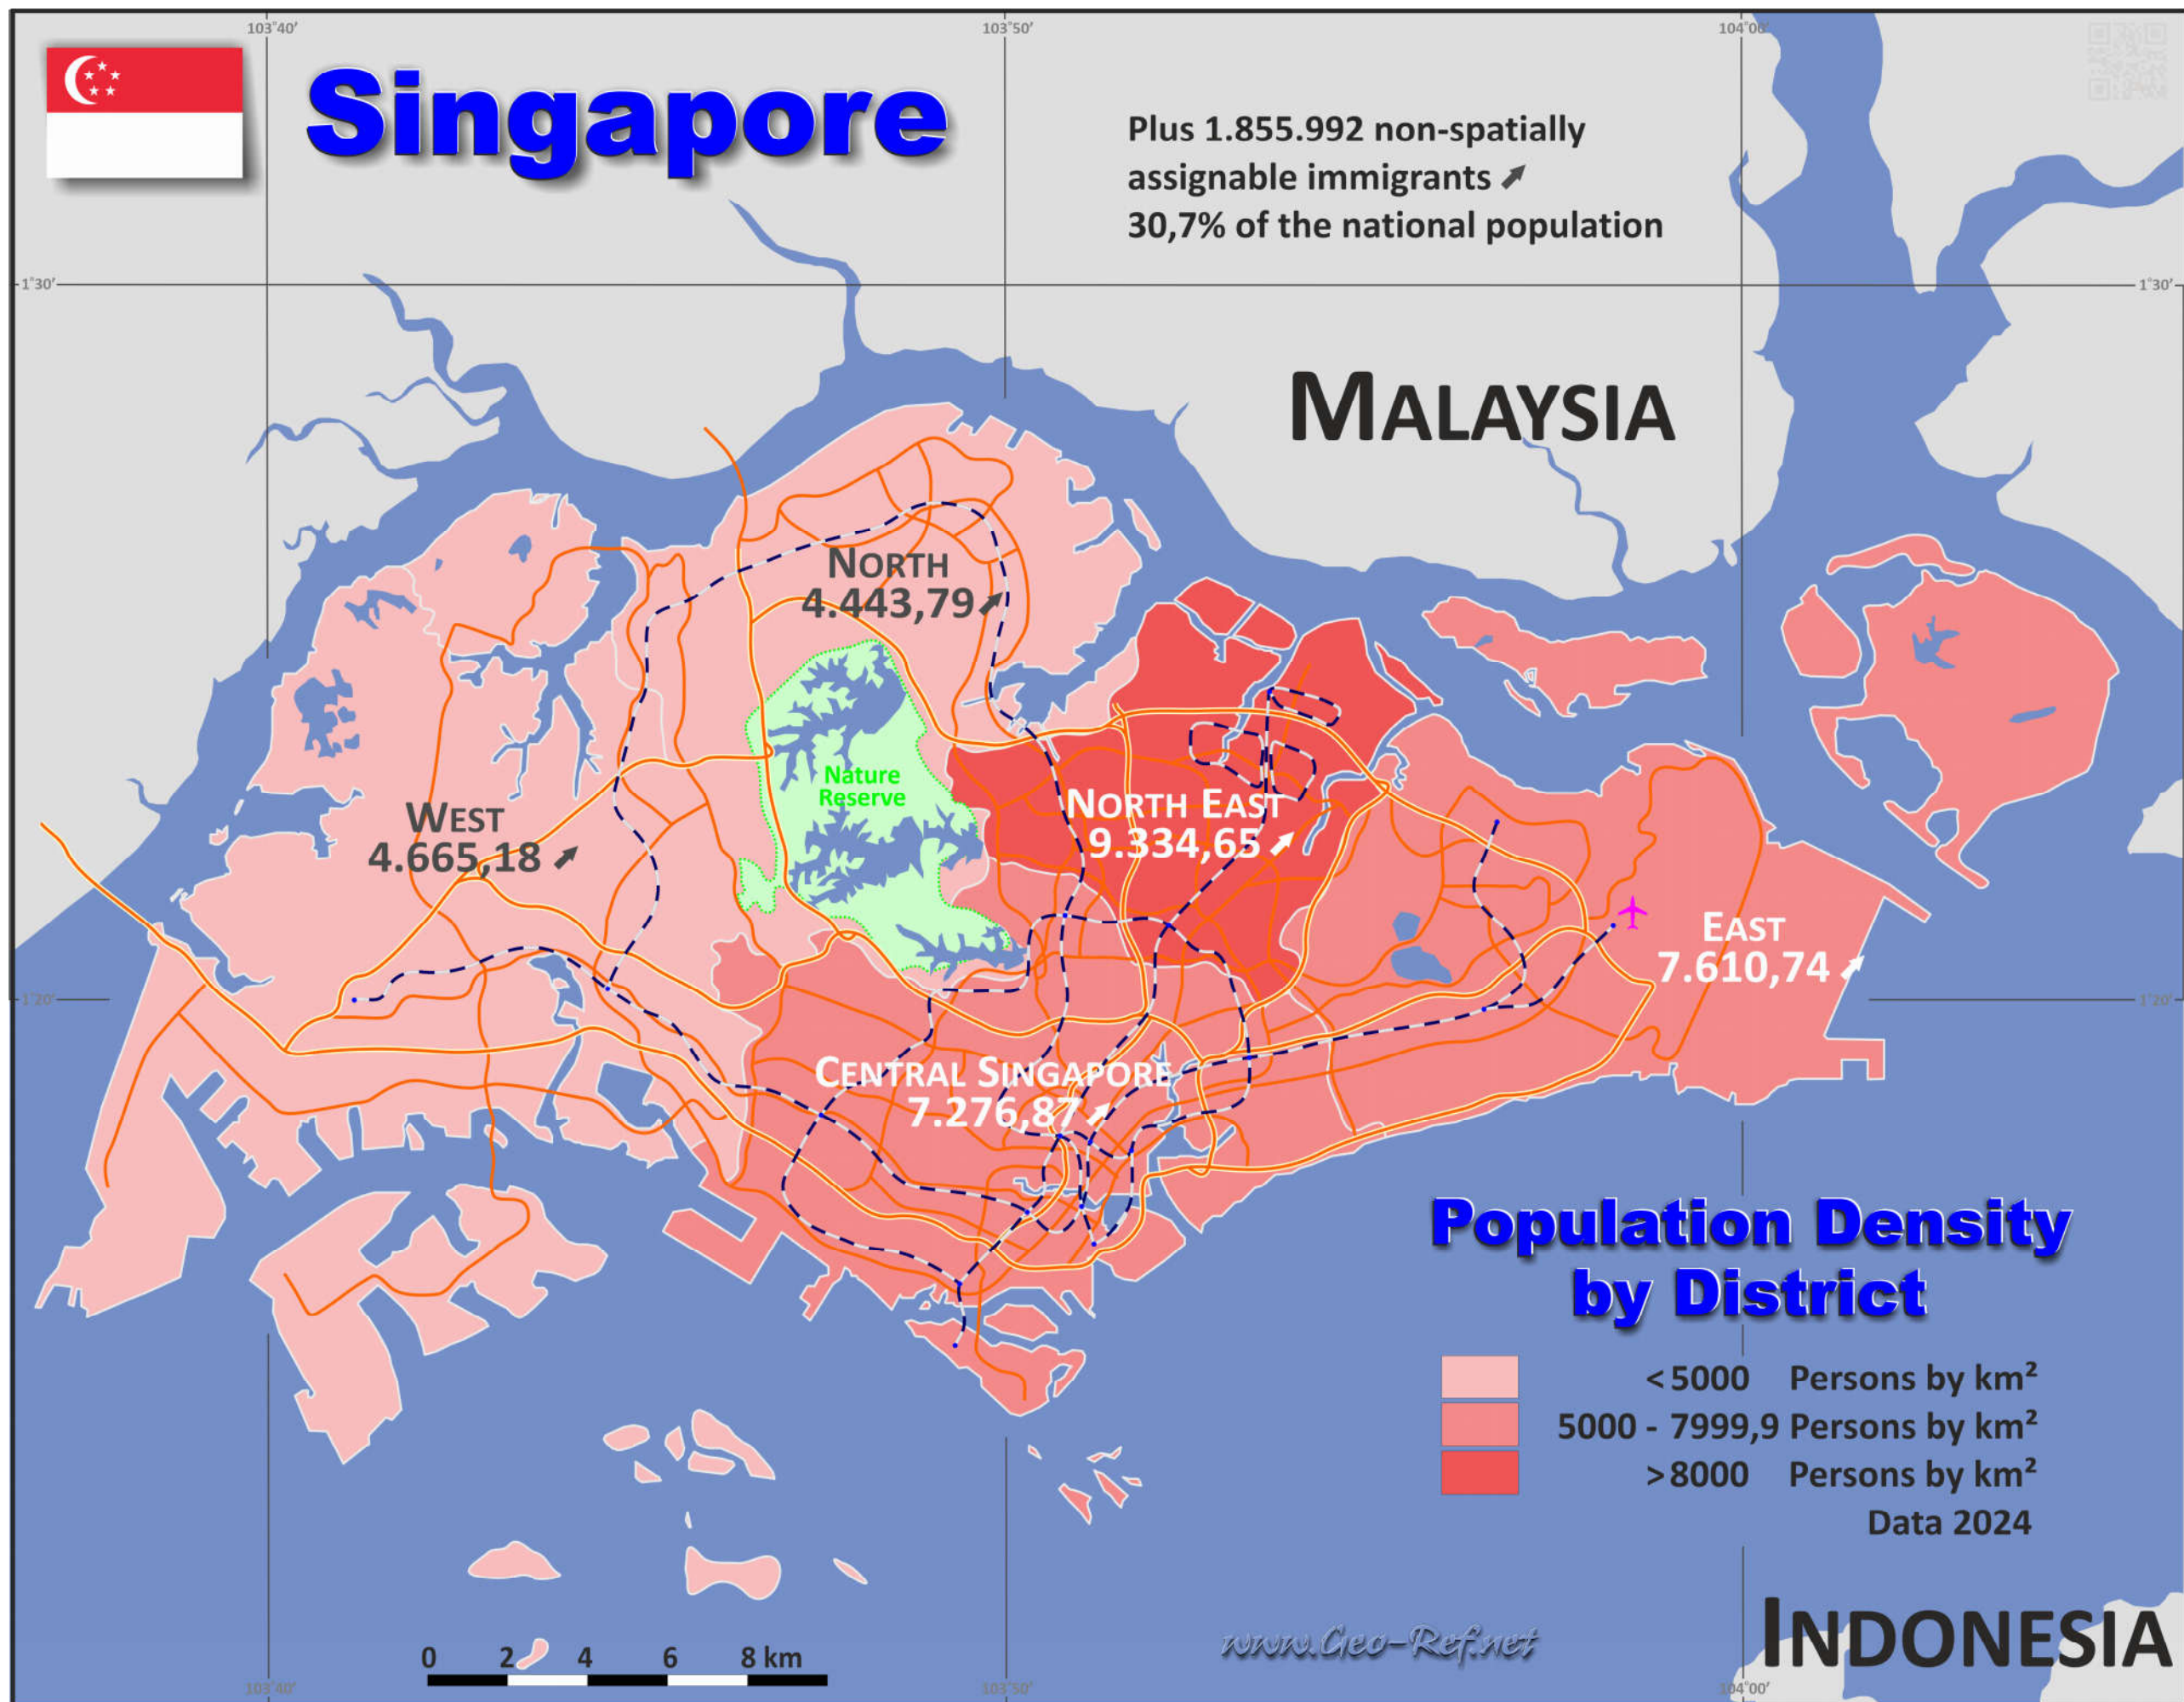 103°40'
103°50'
104°00'
Singapore
Plus 1.855.992 non-spatially
assignable immigrants
30,7% of the national population
1°30'
1°30'
MALAYSIA
NORTH
4.443,79
Nature
Reserve
WEST
4.665,18
NORTH EAST
9.334,65
EAST
7.610,74
1°20'
1°20'
CENTRAL SINGAPORE
7.276,87
Population Density
by District
<5000 Persons by km²
5000 - 7999,9 Persons by km²
>8000 Persons by km²
Data 2024
INDONESIA
www.Geo-Ref.net
0 2 4 6 8 km
103°40'
103°50'
104°00'